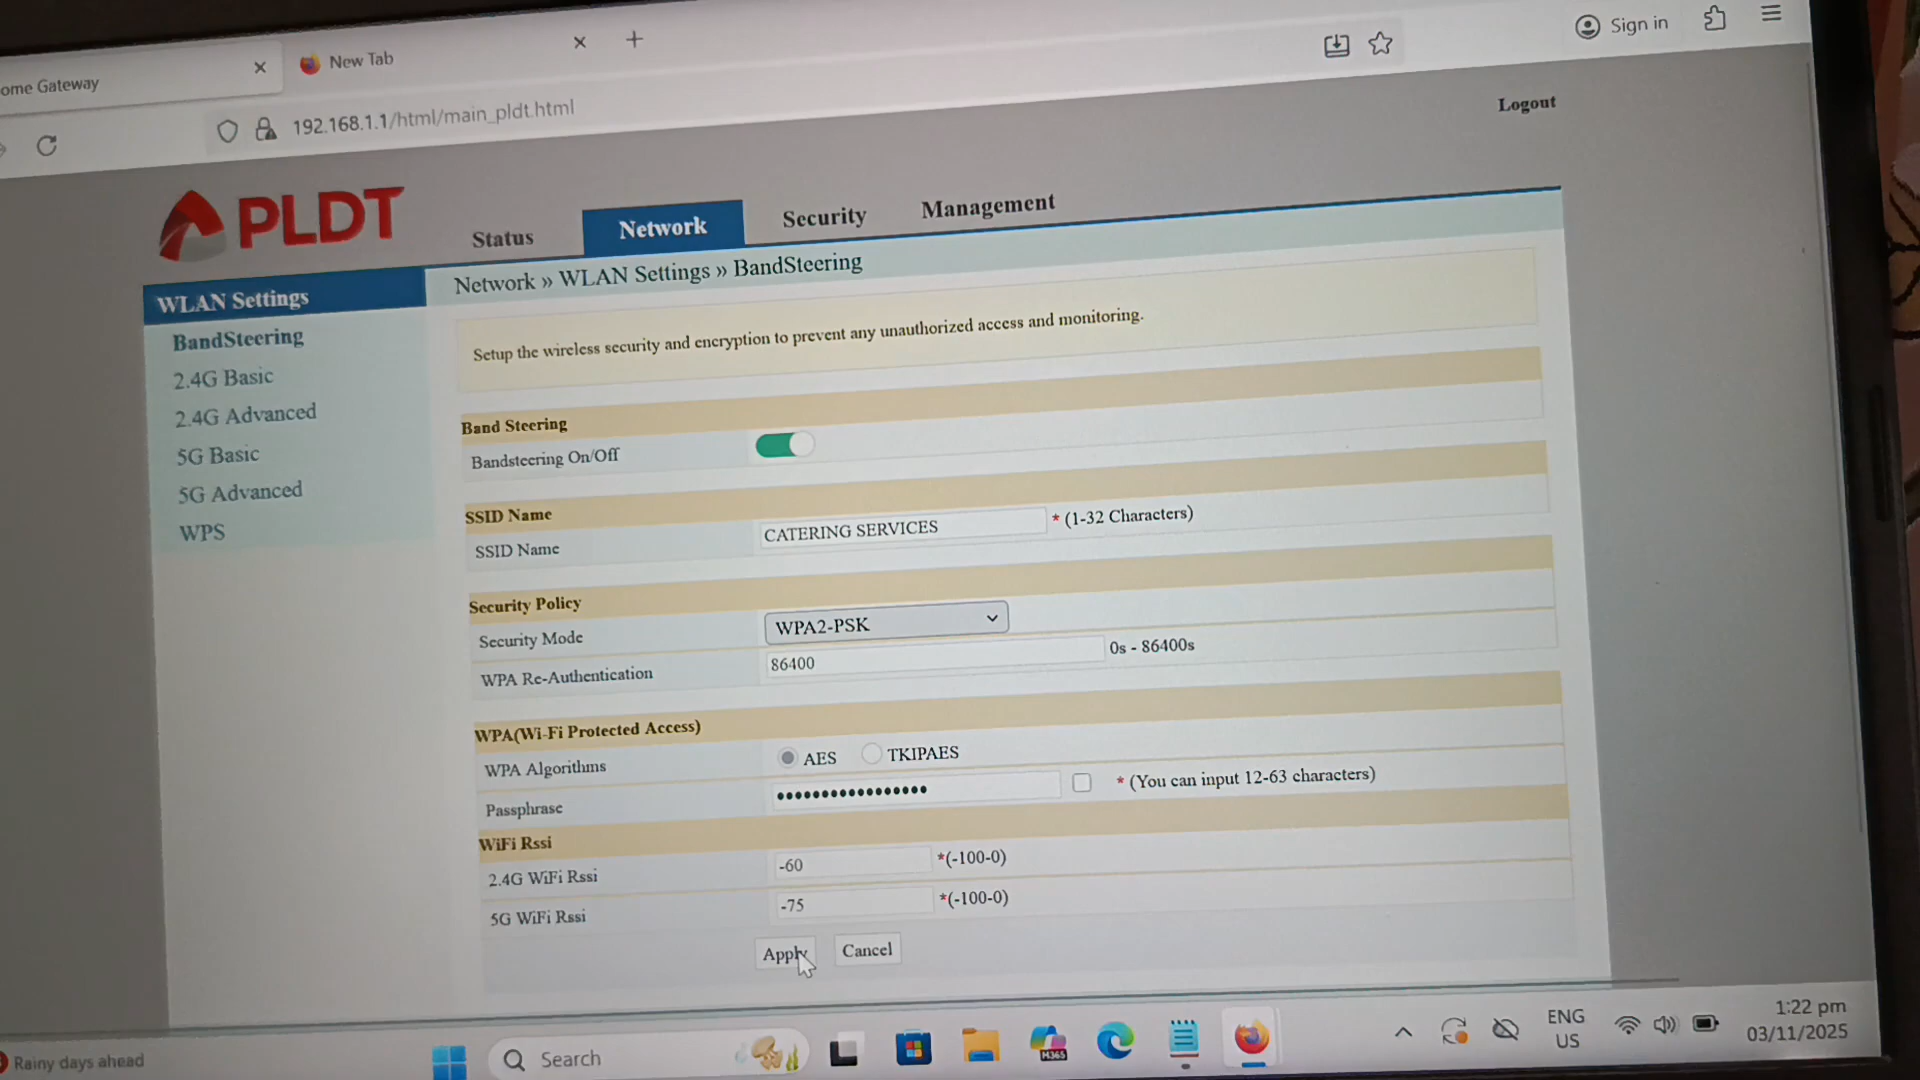 ome Gateway
New Tab
Sign in
192.168.1.1/html/main_pldt.html
Logout
PLDT
Status
Network
Security
Management
WLAN Settings
BandSteering
2.4G Basic
2.4G Advanced
5G Basic
5G Advanced
WPS
Network » WLAN Settings » BandSteering
Setup the wireless security and encryption to prevent any unauthorized access and monitoring.
Band Steering
Bandsteering On/Off
SSID Name
SSID Name CATERING SERVICES * (1-32 Characters)
Security Policy
Security Mode WPA2-PSK
WPA Re-Authentication 86400 0s - 86400s
WPA(Wi-Fi Protected Access)
WPA Algorithms AES TKIPAES
Passphrase ••••••••••••••••• * (You can input 12-63 characters)
WiFi Rssi
2.4G WiFi Rssi -60 *(-100-0)
5G WiFi Rssi -75 *(-100-0)
Apply Cancel
Rainy days ahead
Search
H365
ENG
US
1:22 pm
03/11/2025